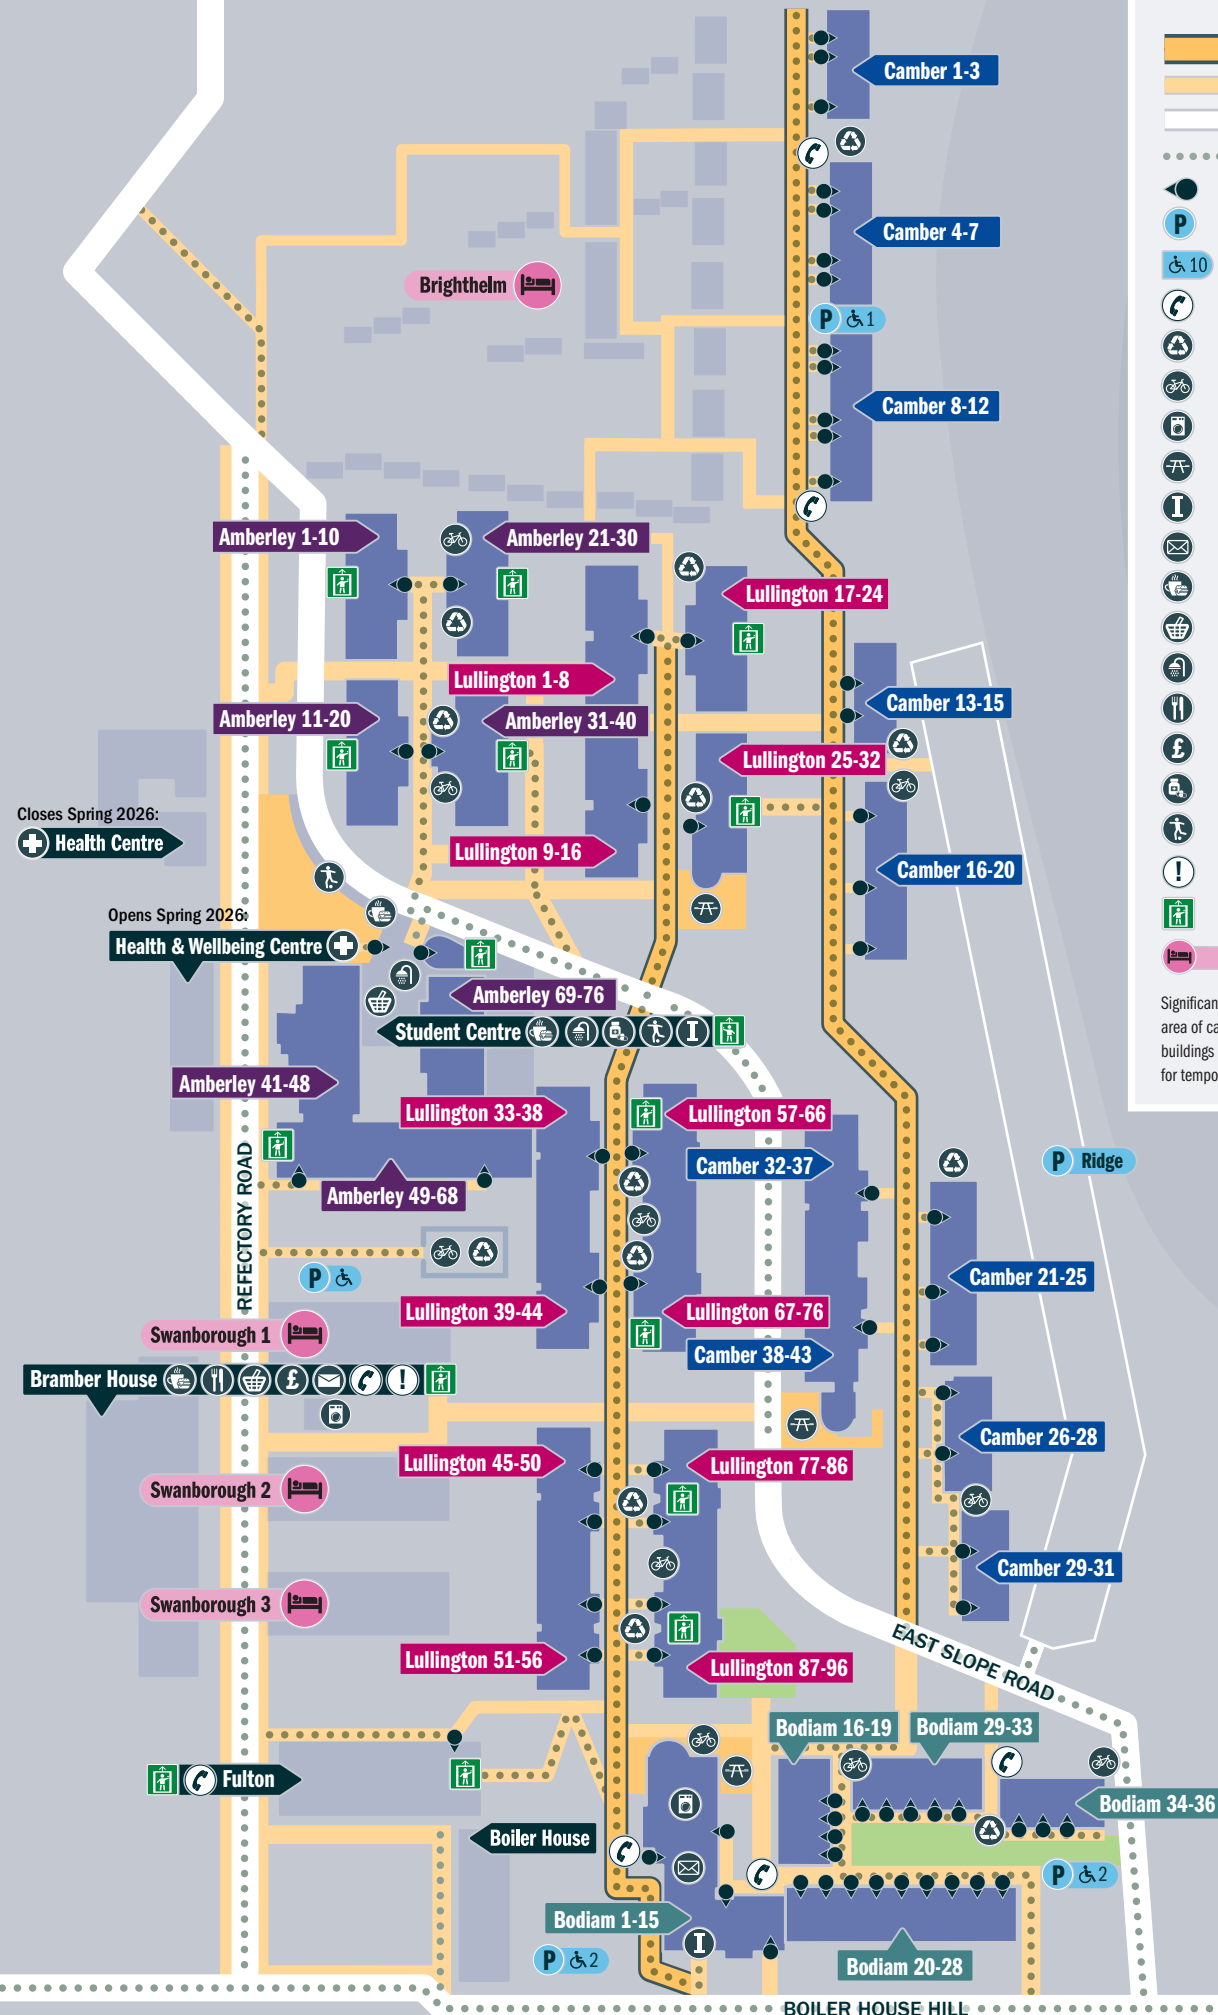 Camber 1-3
Camber 4-7
P
10
Brighthelm
P 1
Camber 8-12
Amberley 1-10
Amberley 21-30
Lullington 17-24
Lullington 1-8
Camber 13-15
Amberley 11-20
Amberley 31-40
Lullington 25-32
£
Closes Spring 2026:
Health Centre
Lullington 9-16
Camber 16-20
!
Opens Spring 2026:
Health & Wellbeing Centre
Amberley 69-76
Student Centre
Significan
area of ca
buildings
for tempo
Amberley 41-48
Lullington 33-38
Lullington 57-66
Camber 32-37
P Ridge
Amberley 49-68
REFECTORY ROAD
P
Camber 21-25
Lullington 39-44
Lullington 67-76
Swanborough 1
Camber 38-43
Bramber House £ !
Camber 26-28
Lullington 45-50
Lullington 77-86
Swanborough 2
Camber 29-31
Swanborough 3
EAST SLOPE ROAD
Lullington 51-56
Lullington 87-96
Bodiam 16-19
Bodiam 29-33
Fulton
Bodiam 34-36
Boiler House
P 2
Bodiam 1-15
P 2
Bodiam 20-28
BOILER HOUSE HILL